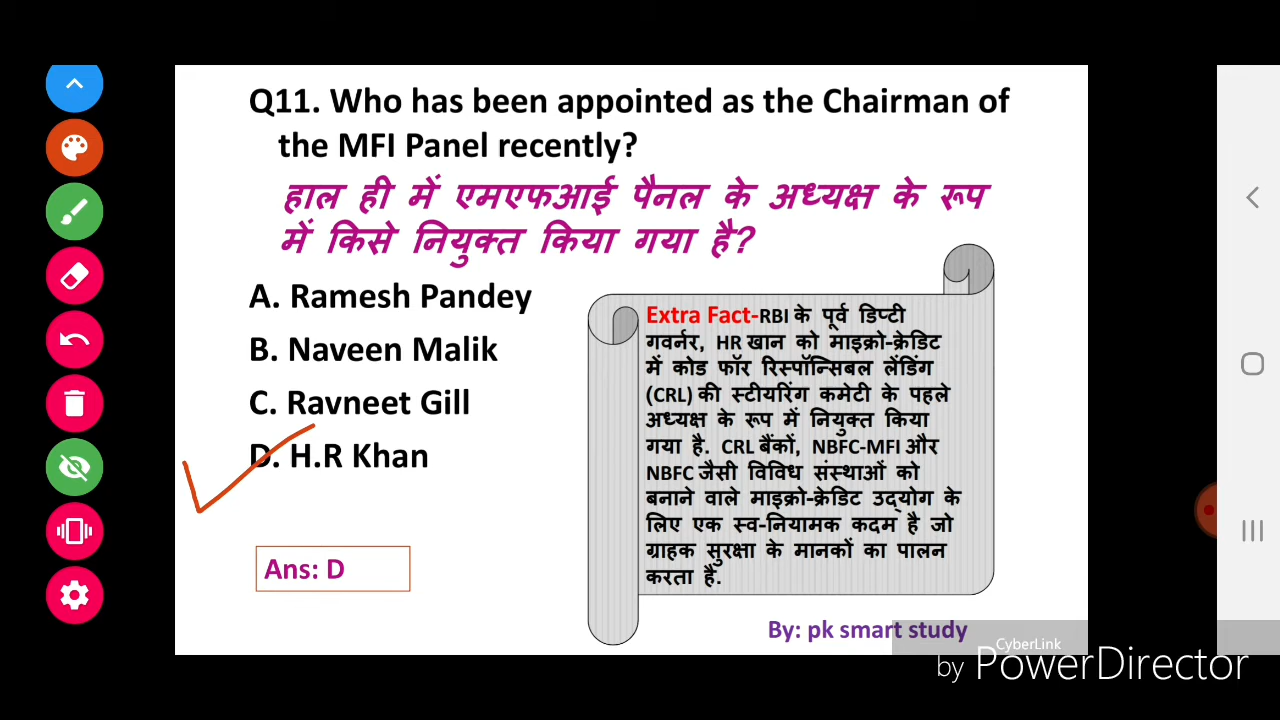 Q11. Who has been appointed as the Chairman of
the MFI Panel recently?
हाल ही में एमएफआई पैनल के अध्यक्ष के रूप
में किसे नियुक्त किया गया है?
A. Ramesh Pandey
B. Naveen Malik
C. Ravneet Gill
D. H.R Khan
Ans: D
Extra Fact-RBI के पूर्व डिप्टी
गवर्नर, HR खान को माइक्रो-क्रेडिट
में कोड फॉर रिस्पॉन्सिबल लेंडिंग
(CRL) की स्टीयरिंग कमेटी के पहले
अध्यक्ष के रूप में नियुक्त किया
गया है. CRL बैंकों, NBFC-MFI और
NBFC जैसी विविध संस्थाओं को
बनाने वाले माइक्रो-क्रेडिट उद्योग के
लिए एक स्व-नियामक कदम है जो
ग्राहक सुरक्षा के मानकों का पालन
करता है.
By: pk smart study
CyberLink
by PowerDirector